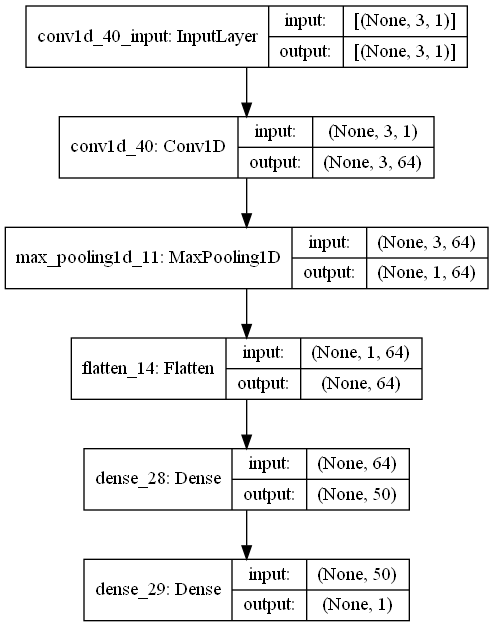 conv1d_40_input: InputLayer
input:
[(None, 3, 1)]
output:
[(None, 3, 1)]
conv1d_40: Conv1D
input:
(None, 3, 1)
output:
(None, 3, 64)
max_pooling1d_11: MaxPooling1D
input:
(None, 3, 64)
output:
(None, 1, 64)
flatten_14: Flatten
input:
(None, 1, 64)
output:
(None, 64)
dense_28: Dense
input:
(None, 64)
output:
(None, 50)
dense_29: Dense
input:
(None, 50)
output:
(None, 1)